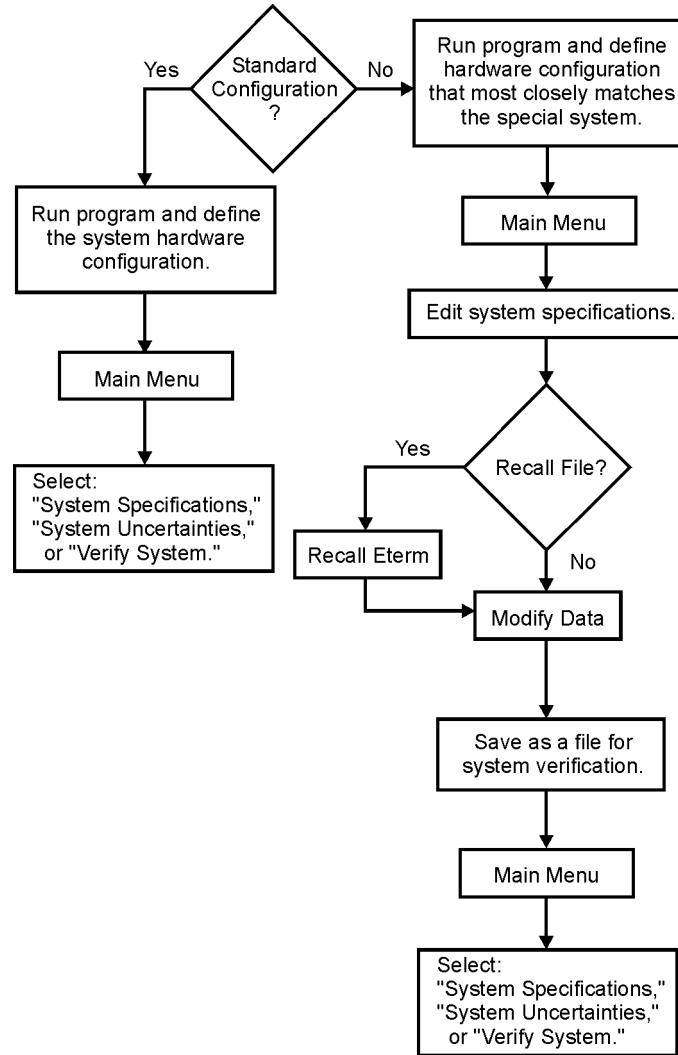 Standard
Configuration
?
Yes
No
Run program and define
the system hardware
configuration.
Main Menu
Select:
"System Specifications,"
"System Uncertainties,"
or "Verify System."
Run program and define
hardware configuration
that most closely matches
the special system.
Main Menu
Edit system specifications.
Recall File?
Yes
Recall Eterm
No
Modify Data
Save as a file for
system verification.
Main Menu
Select:
"System Specifications,"
"System Uncertainties,"
or "Verify System."